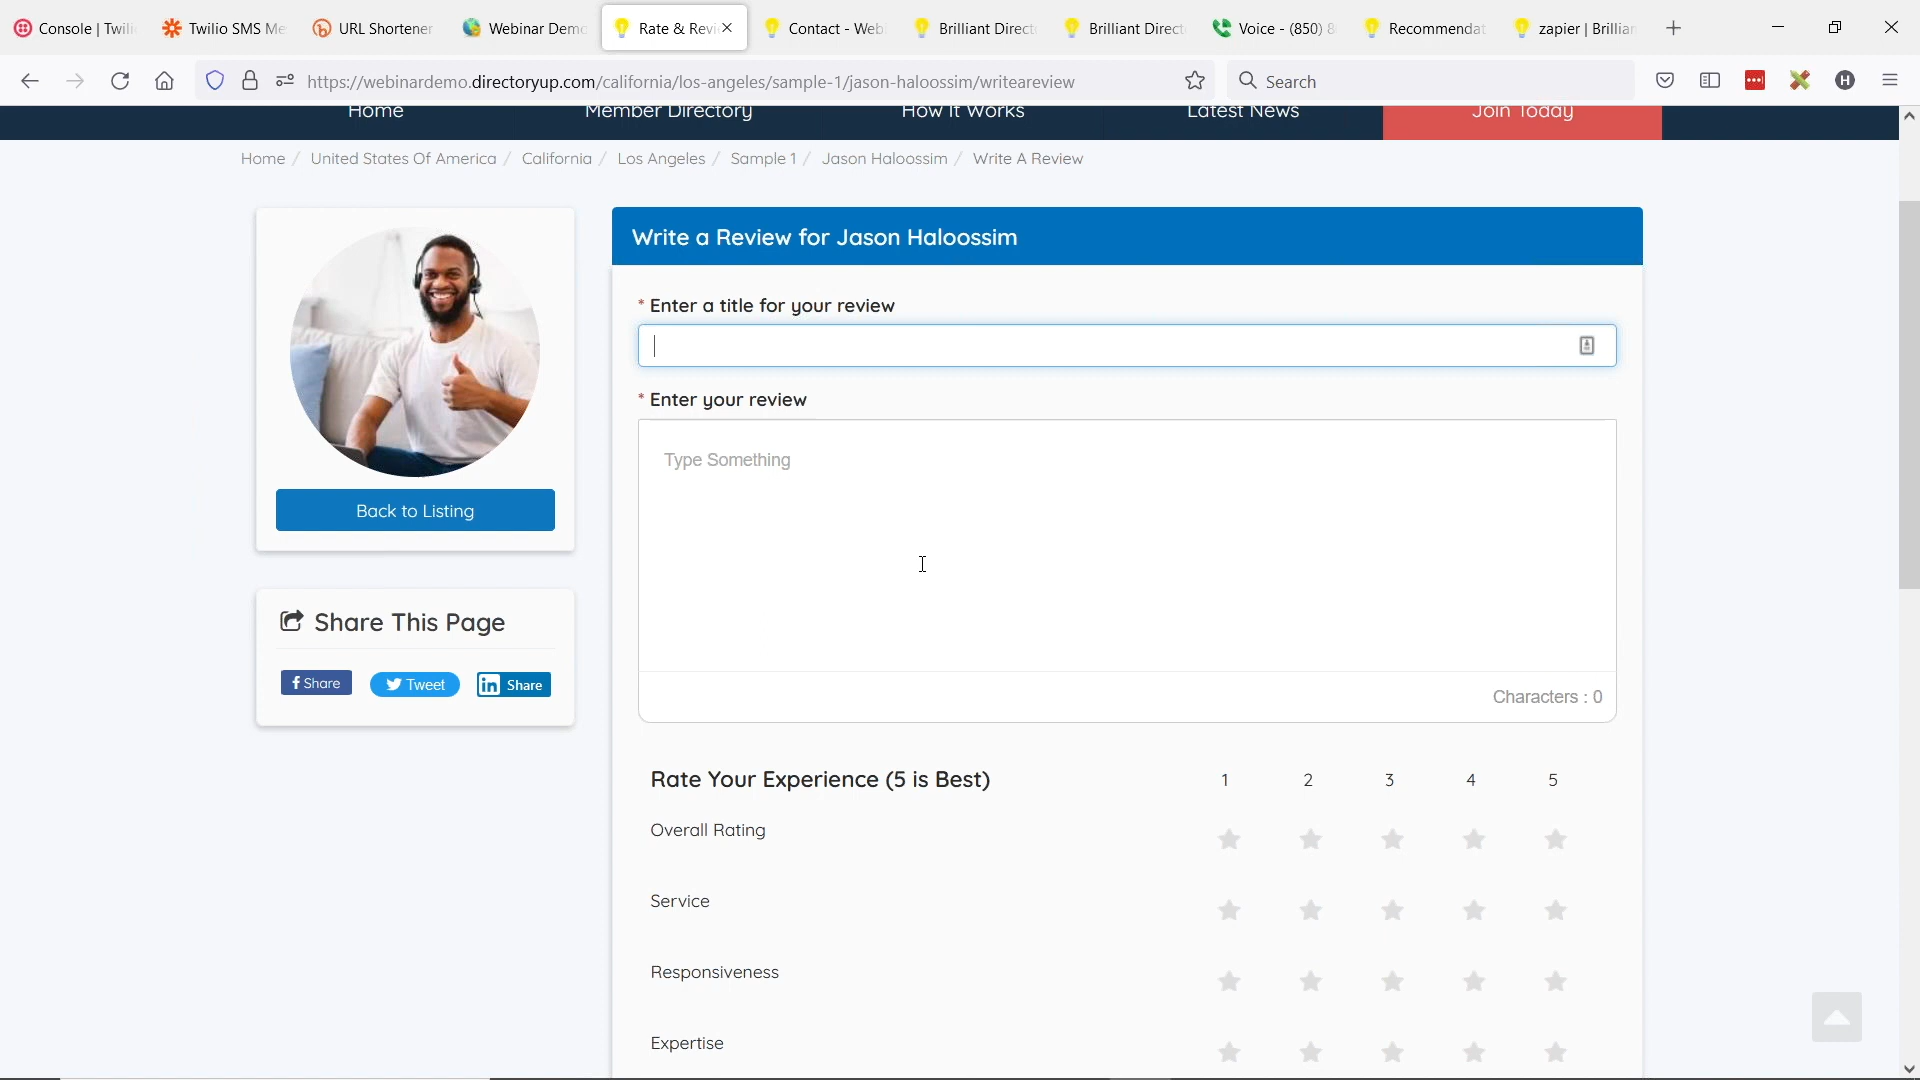 Console | Twili
Twilio SMS Me
URL Shortener
Webinar Demo
Rate & Revi
Contact - Web
Brilliant Direct
Brilliant Direct
Voice - (850) 8
Recommendat
zapier | Brillian
https://webinardemo.directoryup.com/california/los-angeles/sample-1/jason-haloossim/writeareview
Search
H
Home
Member Directory
How It Works
Latest News
Join Today
Home / United States Of America / California / Los Angeles / Sample 1 / Jason Haloossim / Write A Review
Write a Review for Jason Haloossim
* Enter a title for your review
* Enter your review
Type Something
Characters : 0
Back to Listing
Share This Page
f Share
Tweet
in Share
Rate Your Experience (5 is Best) 1 2 3 4 5
Overall Rating
Service
Responsiveness
Expertise